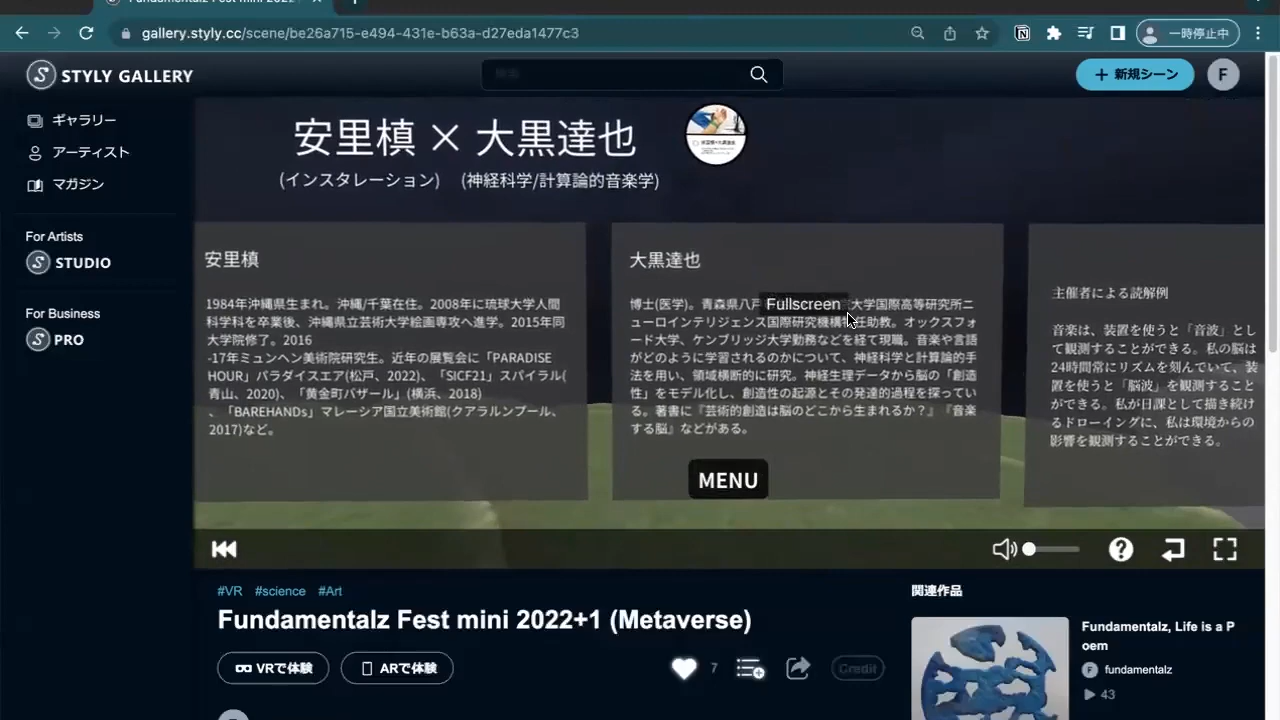 Fundamentalz Fest mini 2022
gallery.styly.cc/scene/be26a715-e494-431e-b63a-d27eda1477c3
一時停止中
STYLY GALLERY
検索
+ 新規シーン
F
ギャラリー
アーティスト
マガジン
For Artists
STUDIO
For Business
PRO
安里槙 × 大黒達也
(インスタレーション) (神経科学/計算論的音楽学)
安里槙
1984年沖縄県生まれ。沖縄/千葉在住。2008年に琉球大学人間
科学科を卒業後、沖縄県立芸術大学絵画専攻へ進学。2015年同
大学院修了。2016
-17年ミュンヘン美術院研究生。近年の展覧会に「PARADISE
HOUR」パラダイスエア(松戸、2022)、「SICF21」スパイラル(
青山、2020)、「黄金町バザール」(横浜、2018)
、「BAREHANDs」マレーシア国立美術館(クアラルンプール、
2017)など。
大黒達也
博士(医学)。青森県八戸 Fullscreen 大学国際高等研究所ニ
ューロインテリジェンス国際研究機構特任助教。オックスフォ
ード大学、ケンブリッジ大学勤務などを経て現職。音楽や言語
がどのように学習されるのかについて、神経科学と計算論的手
法を用い、領域横断的に研究。神経生理データから脳の「創造
性」をモデル化し、創造性の起源とその発達的過程を探ってい
る。著書に『芸術的創造は脳のどこから生まれるか？』『音楽
する脳』などがある。
主催者による読解例
音楽は、装置を使うと「音波」とし
て観測することができる。私の脳は
24時間常にリズムを刻んでいて、装
置を使うと「脳波」を観測すること
ができる。私が日課として描き続け
るドローイングに、私は環境からの
影響を観測することができる。
MENU
#VR #science #Art
Fundamentalz Fest mini 2022+1 (Metaverse)
VRで体験
ARで体験
7
Credit
関連作品
Fundamentalz, Life is a P
oem
F fundamentalz
43